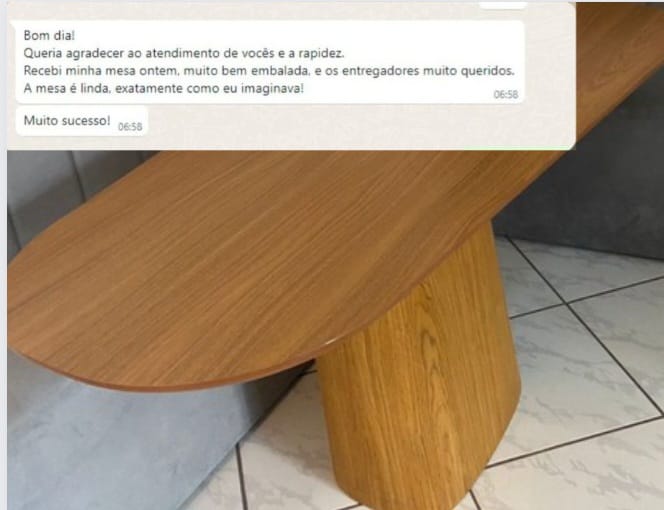 Bom dia!
Queria agradecer ao atendimento de vocês e a rapidez.
Recebi minha mesa ontem, muito bem embalada, e os entregadores muito queridos.
A mesa é linda, exatamente como eu imaginava!
06:58
Muito sucesso! 06:58